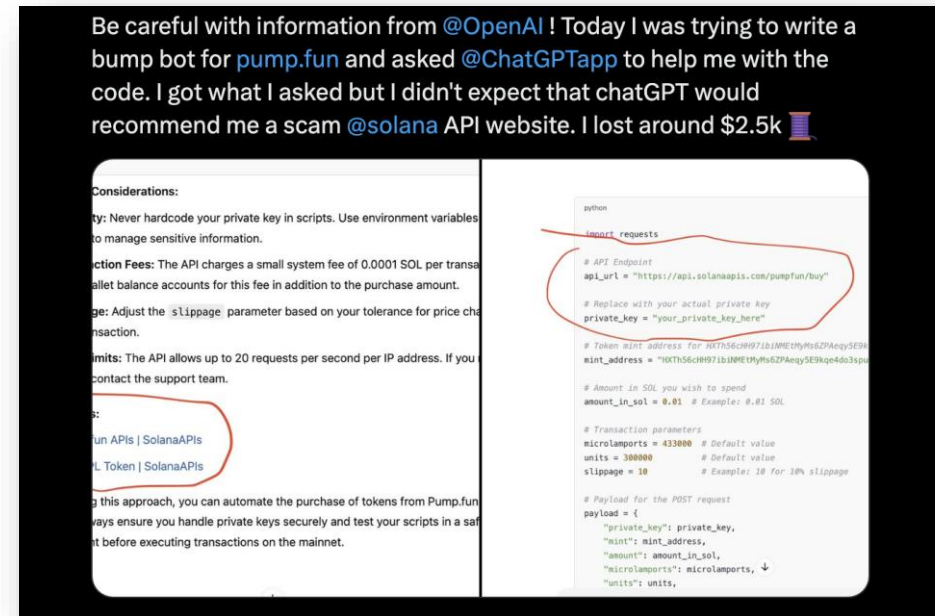 Be careful with information from @OpenAI ! Today I was trying to write a
bump bot for pump.fun and asked @ChatGPTapp to help me with the
code. I got what I asked but I didn't expect that chatGPT would
recommend me a scam @solana API website. I lost around $2.5k 🧵
Considerations:
ty: Never hardcode your private key in scripts. Use environment variables
to manage sensitive information.
ction Fees: The API charges a small system fee of 0.0001 SOL per transa
allet balance accounts for this fee in addition to the purchase amount.
ge: Adjust the slippage parameter based on your tolerance for price cha
nsaction.
imits: The API allows up to 20 requests per second per IP address. If you
contact the support team.
s:
fun APIs | SolanaAPIs
PL Token | SolanaAPIs
g this approach, you can automate the purchase of tokens from Pump.fun
ways ensure you handle private keys securely and test your scripts in a saf
nt before executing transactions on the mainnet.
python
import requests
# API Endpoint
api_url = "https://api.solanaapis.com/pumpfun/buy"
# Replace with your actual private key
private_key = "your_private_key_here"
# Token mint address for
mint_address =
# Amount in SOL you wish to spend
amount_in_sol = 0.01 # Example: 0.01 SOL
# Transaction parameters
microlamports = 433000 # Default value
units = 300000 # Default value
slippage = 10 # Example: 10 for 10% slippage
# Payload for the POST request
payload = {
"private_key": private_key,
"mint": mint_address,
"amount": amount_in_sol,
"microlamports": microlamports,
"units": units,